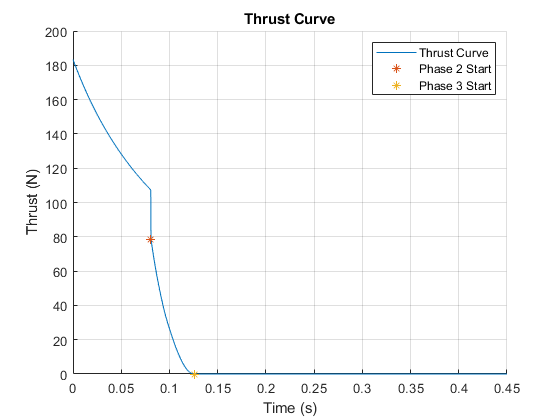 Thrust Curve
200
180
160
140
120
100
80
60
40
20
0
Thrust (N)
Thrust Curve
Phase 2 Start
Phase 3 Start
0 0.05 0.1 0.15 0.2 0.25 0.3 0.35 0.4 0.45
Time (s)